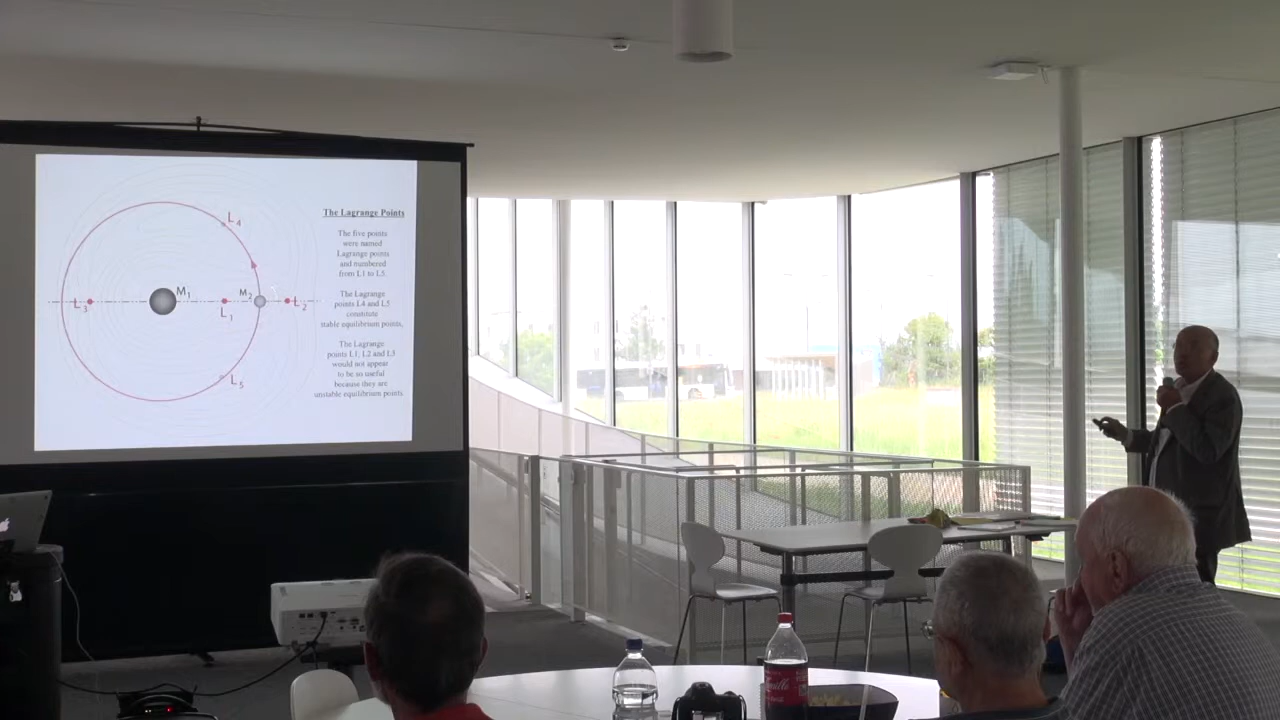 The Lagrange Points
The five points
were named
Lagrange points
and numbered
from L1 to L5.
The Lagrange
points L4 and L5
constitute
stable equilibrium points,
The Lagrange
points L1, L2 and L3
would not appear
to be so useful
because they are
unstable equilibrium points.
L4
M1
M2
L3
L1
L2
L5